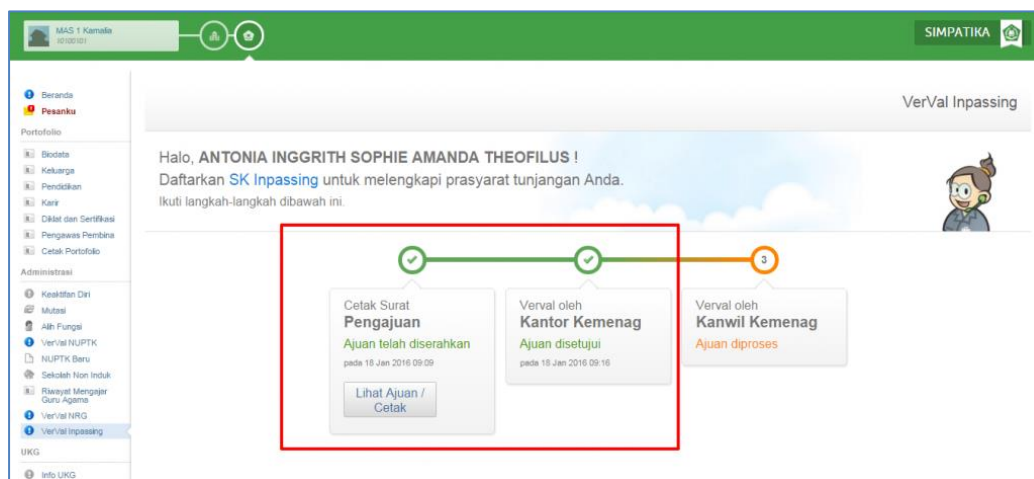 MAS 1 Kamalia
SIMPATIKA
Beranda
Pesanku
Portofolio
Biodata
Keluarga
Pendidikan
Karir
Diklat dan Sertifikasi
Pengawas Pembina
Cetak Portofolio
Administrasi
Keaktifan Diri
Mutasi
Alih Fungsi
VerVal NUPTK
NUPTK Baru
Sekolah Non Induk
Riwayat Mengajar
Guru Agama
VerVal NRG
VerVal Inpassing
UKG
Info UKG
VerVal Inpassing
Halo, ANTONIA INGGRITH SOPHIE AMANDA THEOFILUS !
Daftarkan SK Inpassing untuk melengkapi prasyarat tunjangan Anda.
Ikuti langkah-langkah dibawah ini.
Cetak Surat
Pengajuan
Ajuan telah diserahkan
pada 18 Jan 2016 09:09
Lihat Ajuan /
Cetak
Verval oleh
Kantor Kemenag
Ajuan disetujui
pada 18 Jan 2016 09:16
3
Verval oleh
Kanwil Kemenag
Ajuan diproses